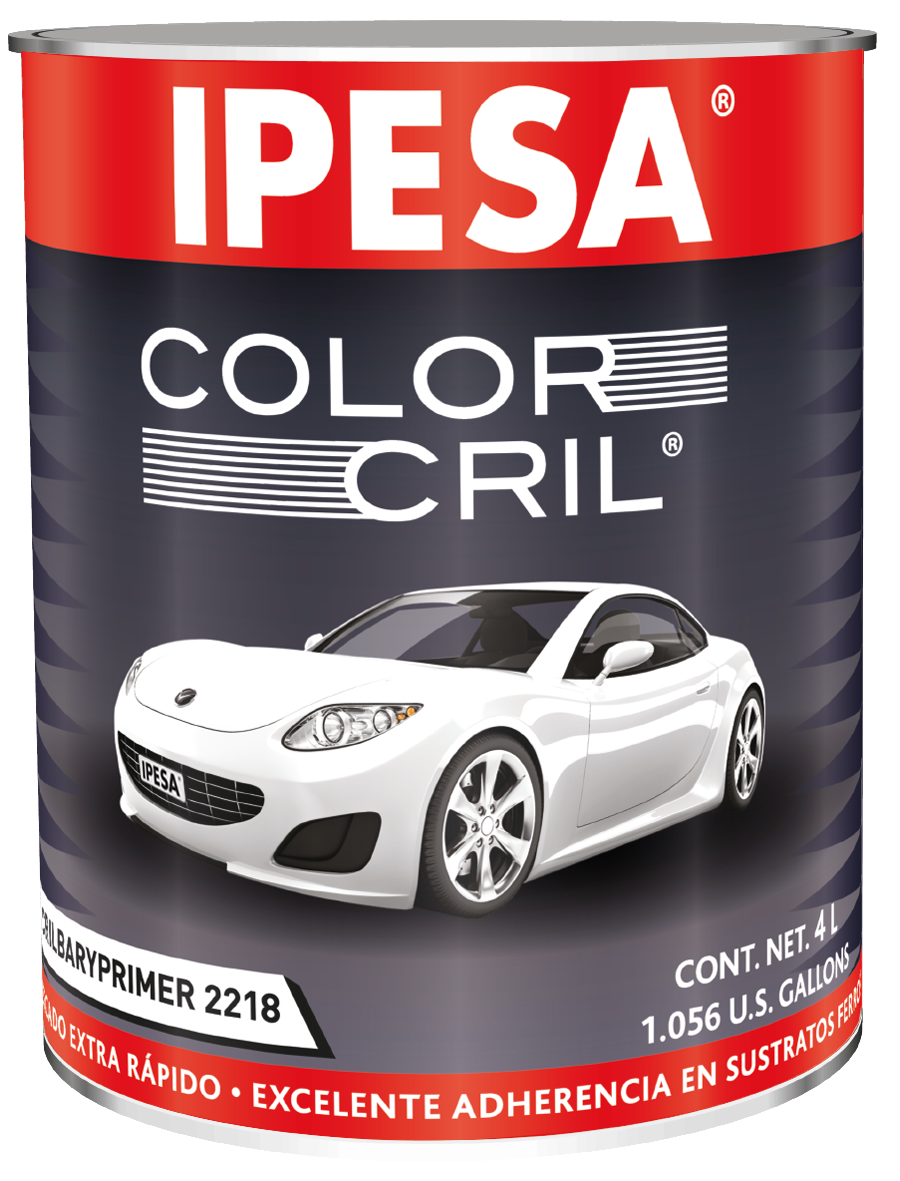 IPESA®
COLOR
CRIL®
IPESA
CRILBARYPRIMER 2218
CONT. NET. 4 L
1.056 U.S. GALLONS
EXTRA RÁPIDO • EXCELENTE ADHERENCIA EN SUSTRATOS